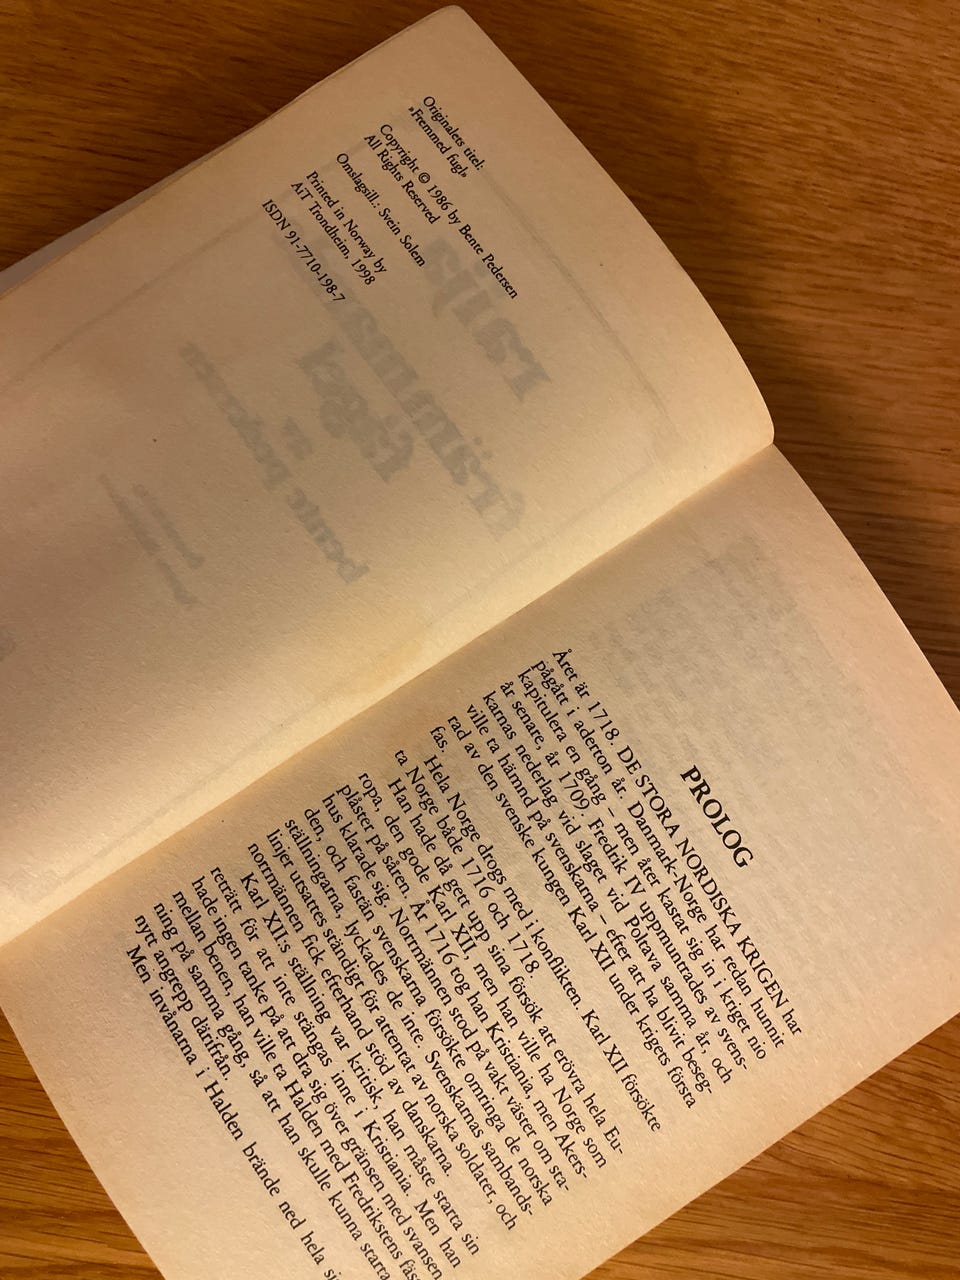 Originalets titel:
»Fremmed fugl»
Copyright © 1986 by Bente Pedersen
All Rights Reserved
Omslagsill.: Svein Solem
Printed in Norway by
AiT Trondheim, 1998
ISDN 91-7710-198-7
PROLOG
Året är 1718. DE STORA NORDISKA KRIGEN har
pågått i aderton år. Danmark-Norge har redan hunnit
kapitulera en gång – men åter kastat sig in i kriget nio
år senare, år 1709. Fredrik IV uppmuntrades av svens-
karnas nederlag vid slaget vid Poltava samma år, och
ville ta hämnd på svenskarna – efter att ha blivit beseg-
rad av den svenske kungen Karl XII under krigets första
fas.
Hela Norge drogs med i konflikten. Karl XII försökte
ta Norge både 1716 och 1718.
Han hade då gett upp sina försök att erövra hela Eu-
ropa, den gode Karl XII, men han ville ha Norge som
plåster på såren. År 1716 tog han Kristiania, men Akers-
hus klarade sig. Norrmännen stod på vakt väster om sta-
den, och fastän svenskarna försökte omringa de norska
ställningarna, lyckades de inte. Svenskarnas sambands-
linjer utsattes ständigt för attentat av norska soldater, och
norrmännen fick efterhand stöd av danskarna.
Karl XII:s ställning var kritisk, han måste starta sin
reträtt för att inte stängas inne i Kristiania. Men han
hade ingen tanke på att dra sig över gränsen med svansen
mellan benen, han ville ta Halden med Fredrikstens fäs
ning på samma gång, så att han skulle kunna starta
nytt angrepp därifrån.
Men invånarna i Halden brände ned hela